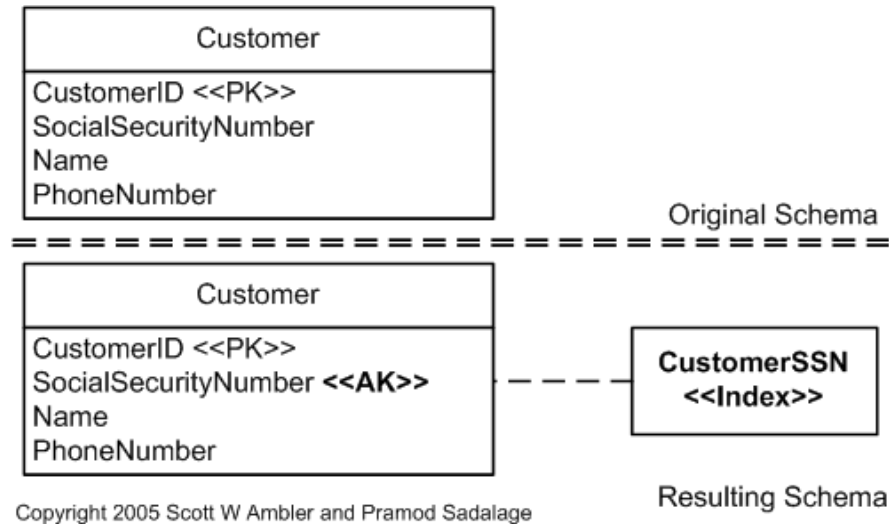 Customer
CustomerID <<PK>>
SocialSecurityNumber
Name
PhoneNumber
Original Schema
Customer
CustomerID <<PK>>
SocialSecurityNumber <<AK>>
Name
PhoneNumber
CustomerSSN
<<Index>>
Resulting Schema
Copyright 2005 Scott W Ambler and Pramod Sadalage